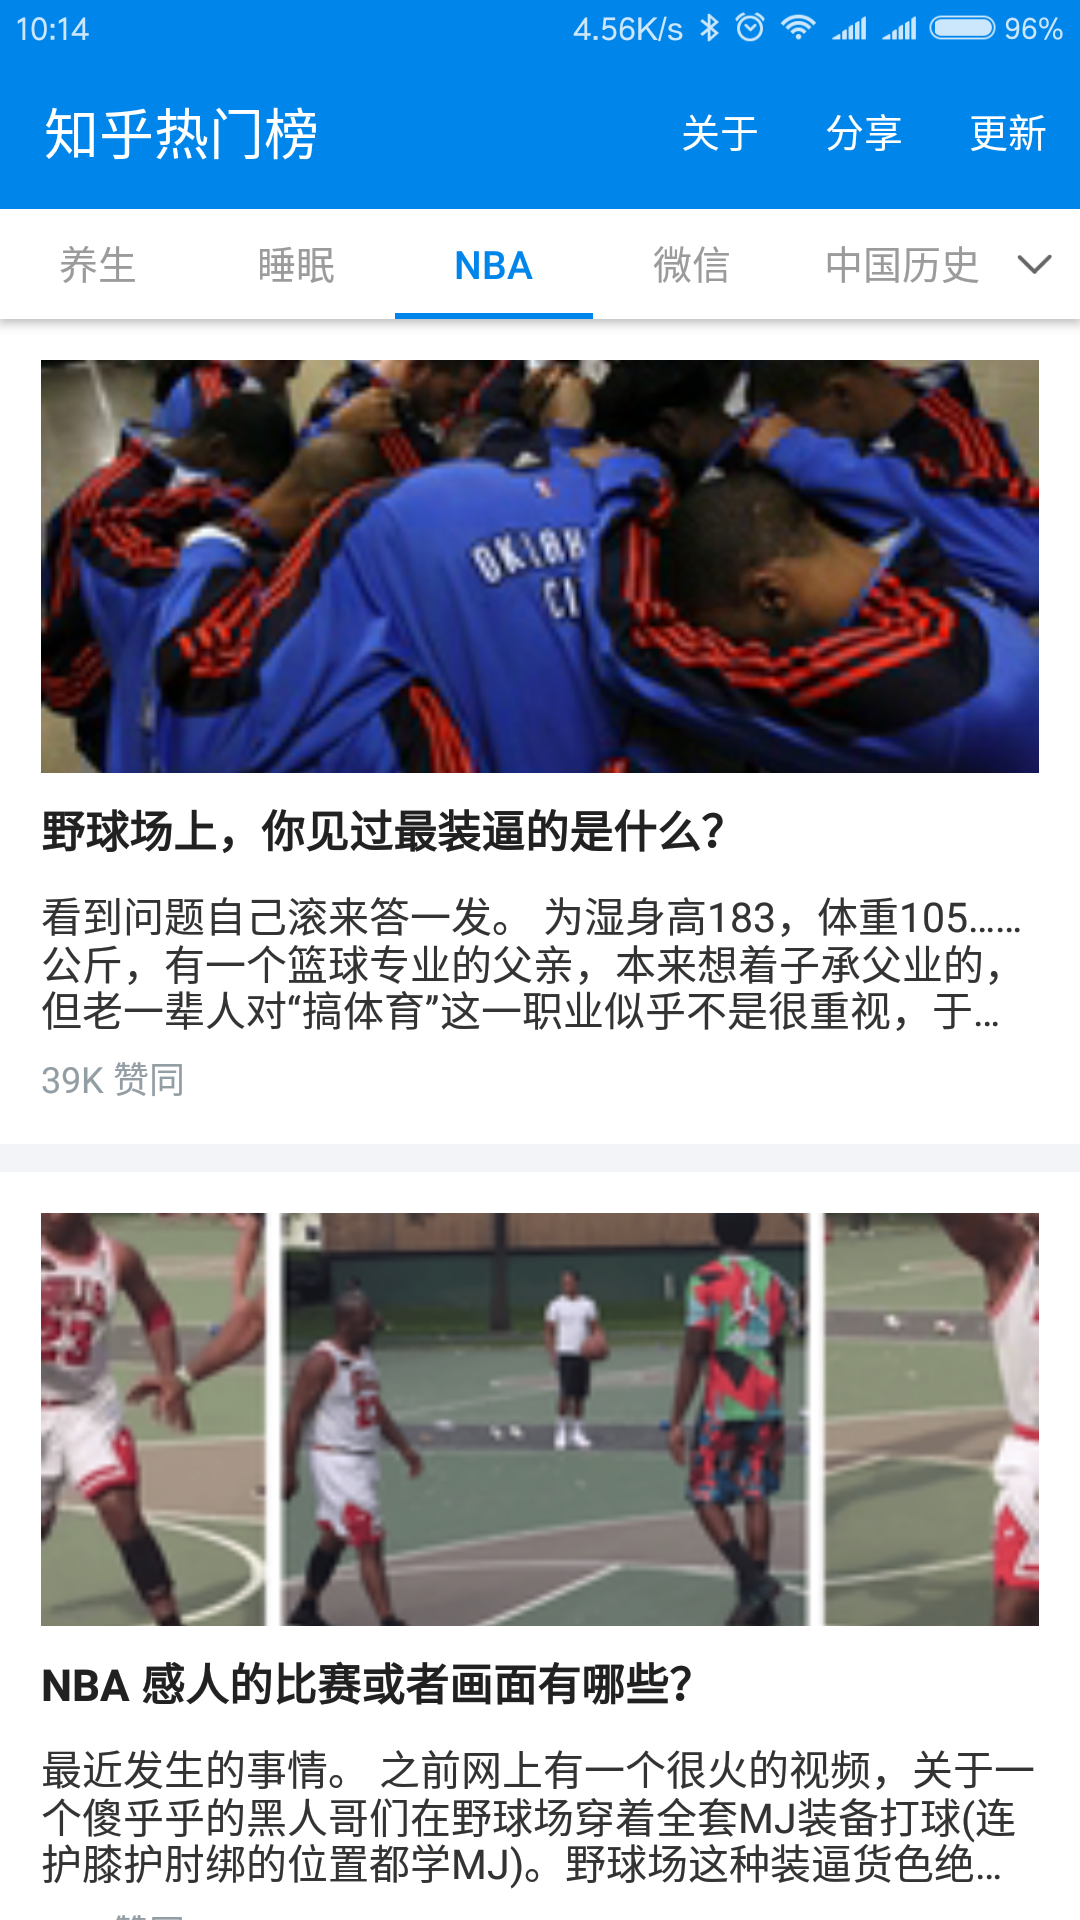 10:14 4.56K/s 96%
知乎热门榜 关于 分享 更新
养生 睡眠 NBA 微信 中国历史
OKLAH
CI
野球场上，你见过最装逼的是什么？
看到问题自己滚来答一发。 为湿身高183，体重105……
公斤，有一个篮球专业的父亲，本来想着子承父业的，
但老一辈人对“搞体育”这一职业似乎不是很重视，于...
39K 赞同
23
NBA 感人的比赛或者画面有哪些？
最近发生的事情。 之前网上有一个很火的视频，关于一
个傻乎乎的黑人哥们在野球场穿着全套MJ装备打球(连
护膝护肘绑的位置都学MJ)。野球场这种装逼货色绝...